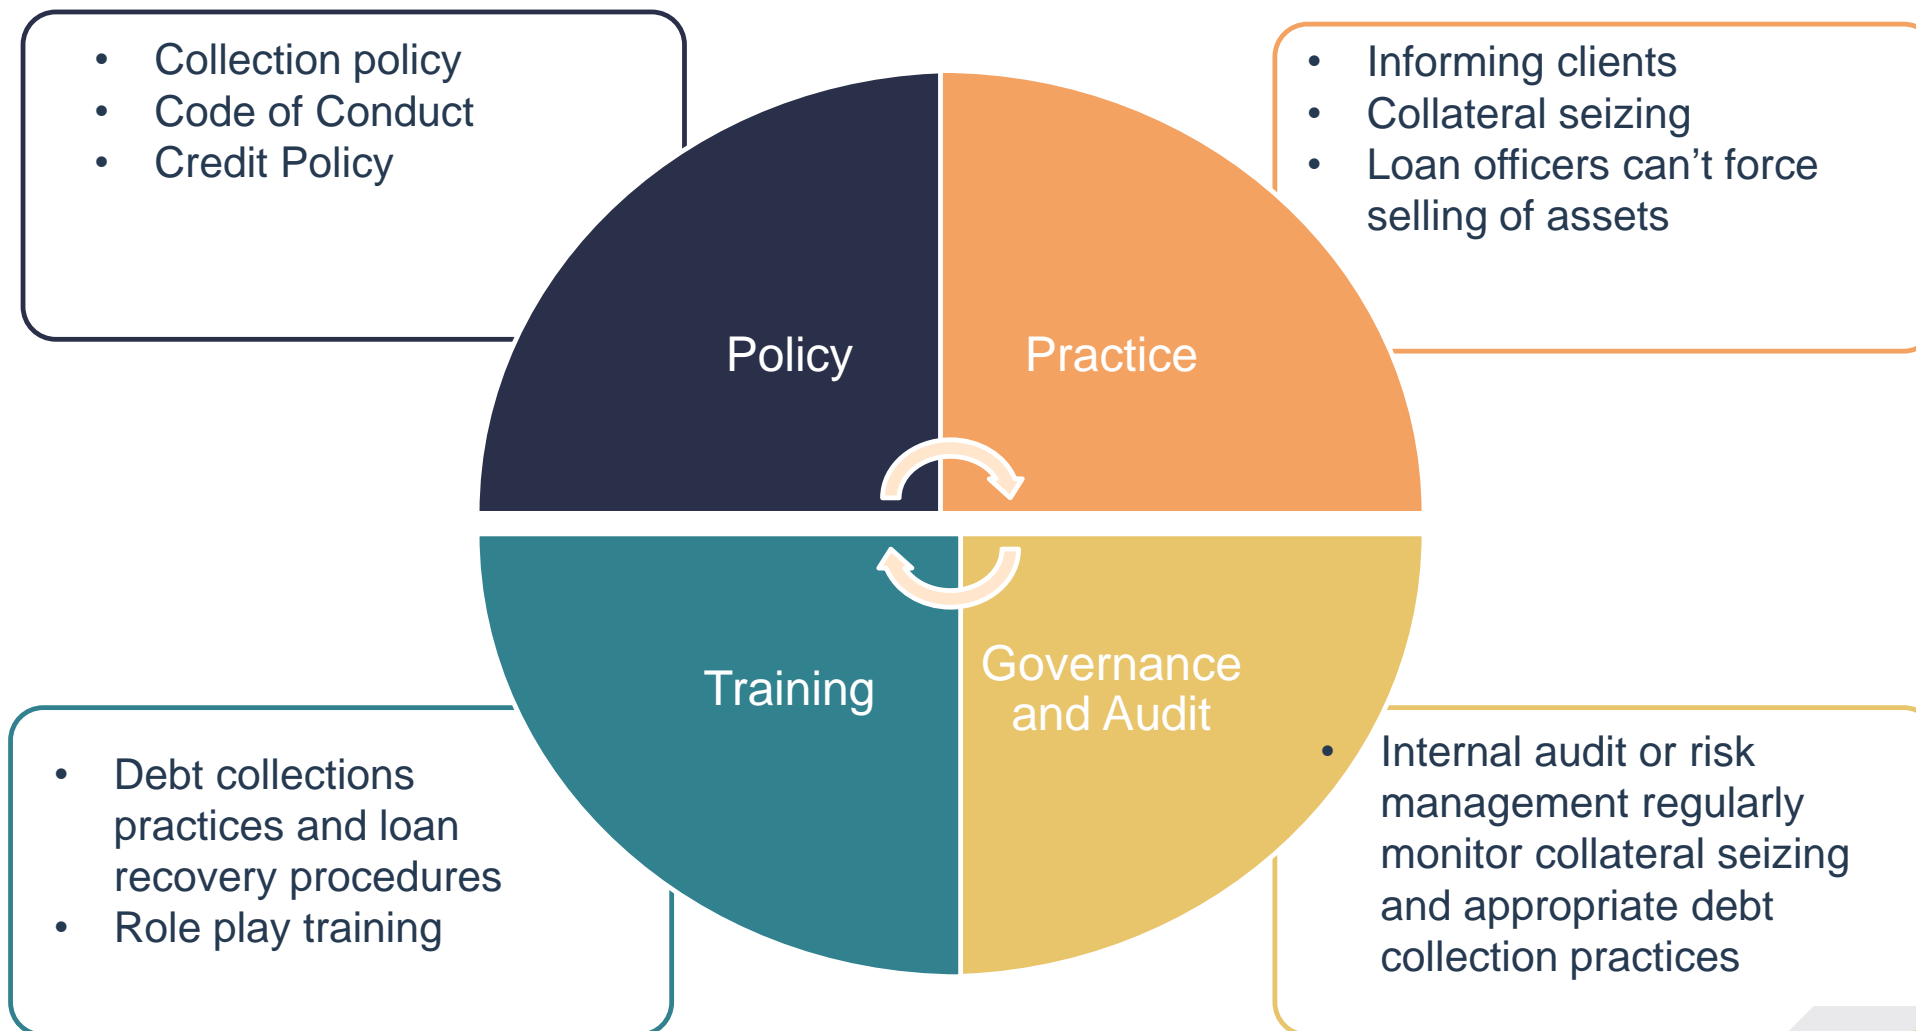 • Collection policy
• Code of Conduct
• Credit Policy
• Informing clients
• Collateral seizing
• Loan officers can’t force
selling of assets
Policy
Practice
Training
Governance
and Audit
• Debt collections
practices and loan
recovery procedures
• Role play training
• Internal audit or risk
management regularly
monitor collateral seizing
and appropriate debt
collection practices